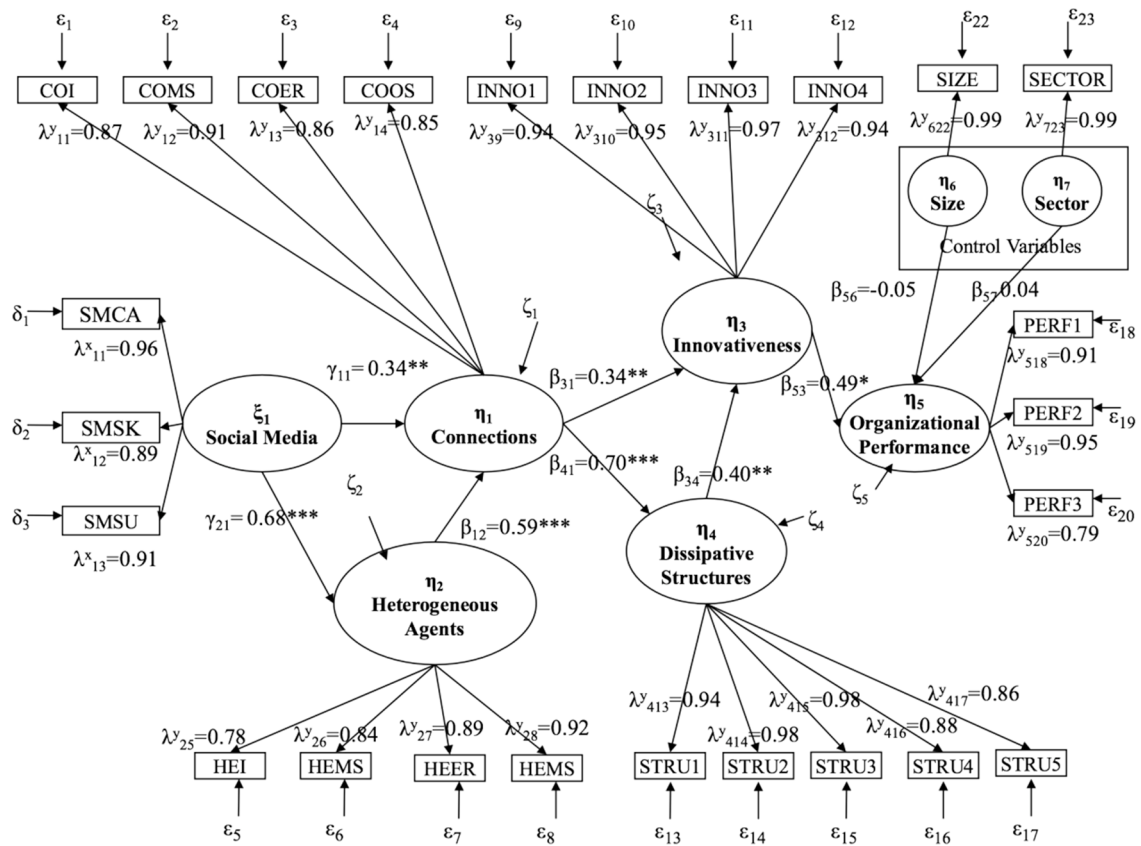 ε1 ε2 ε3 ε4 ε9 ε10 ε11 ε12 ε22 ε23
COI COMS COER COOS INNO1 INNO2 INNO3 INNO4 SIZE SECTOR
λy11=0.87 λy12=0.91 λy13=0.86 λy14=0.85 λy39=0.94 λy310=0.95 λy311=0.97 λy312=0.94 λy622=0.99 λy723=0.99
η6
Size
η7
Sector
Control Variables
ζ3
β56=-0.05 β57 0.04
δ1 SMCA
λx11=0.96
ζ1
η3
Innovativeness
PERF1 ε18
λy518=0.91
γ11=0.34**
β31=0.34**
β53=0.49*
ξ1
Social Media
η1
Connections
η5
Organizational
Performance
δ2 SMSK
λx12=0.89
PERF2 ε19
λy519=0.95
β41=0.70***
β34=0.40**
ζ2
ζ5
δ3 SMSU
λx13=0.91
γ21=0.68***
β12=0.59***
ζ4
PERF3 ε20
λy520=0.79
η4
Dissipative
Structures
η2
Heterogeneous
Agents
λy413=0.94 λy414=0.98 λy415=0.98 λy416=0.88 λy417=0.86
λy25=0.78 λy26=0.84 λy27=0.89 λy28=0.92
HEI HEMS HEER HEMS STRU1 STRU2 STRU3 STRU4 STRU5
ε5 ε6 ε7 ε8 ε13 ε14 ε15 ε16 ε17